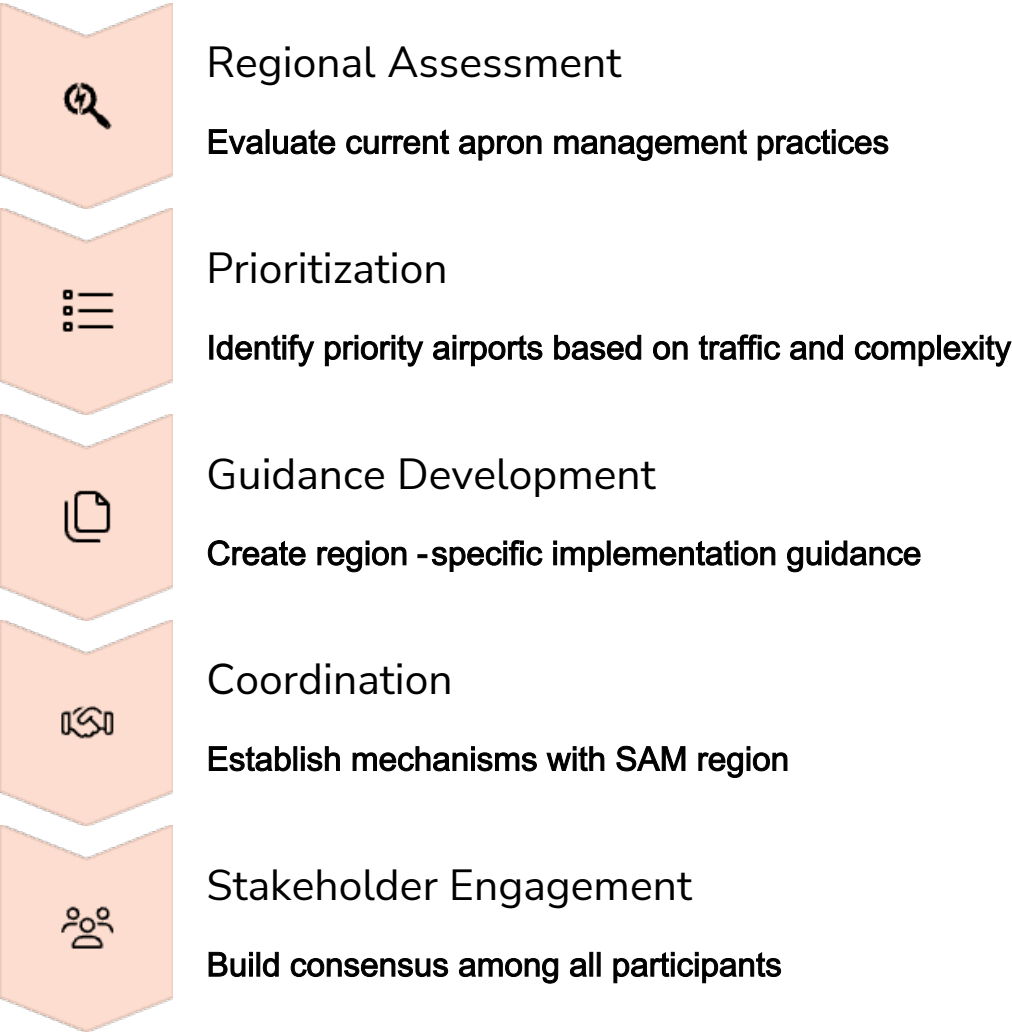 Regional Assessment
Evaluate current apron management practices
Prioritization
Identify priority airports based on traffic and complexity
Guidance Development
Create region -specific implementation guidance
Coordination
Establish mechanisms with SAM region
Stakeholder Engagement
Build consensus among all participants